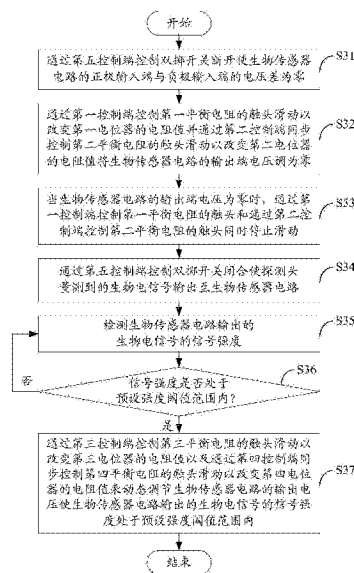 开始
通过第五控制端控制双掷开关断开使生物传感器
电路的正极输入端与负极输入端的电压差为零
S31
通过第一控制端控制第一平衡电阻的触头滑动以
改变第一电位器的电阻值并通过第二控制端同步
控制第二平衡电阻的触头滑动以改变第二电位器
的电阻值将生物传感器电路的输出端电压调为零
S32
当生物传感器电路的输出端电压为零时，通过第
一控制端控制第一平衡电阻的触头和通过第二控
制端控制第二平衡电阻的触头同时停止滑动
S33
通过第五控制端控制双掷开关闭合使探测头
量测到的生物电信号输出至生物传感器电路
S34
检测生物传感器电路输出的
生物电信号的信号强度
S35
信号强度是否处于
预设强度阈值范围内?
S36
否
是
通过第三控制端控制第三平衡电阻的触头滑动以
改变第三电位器的电阻值以及通过第四控制端同
步控制第四平衡电阻的触头滑动以改变第四电位
器的电阻值来动态调节生物传感器电路的输出电
压使生物传感器电路输出的生物电信号的信号强
度处于预设强度阈值范围内
S37
结束